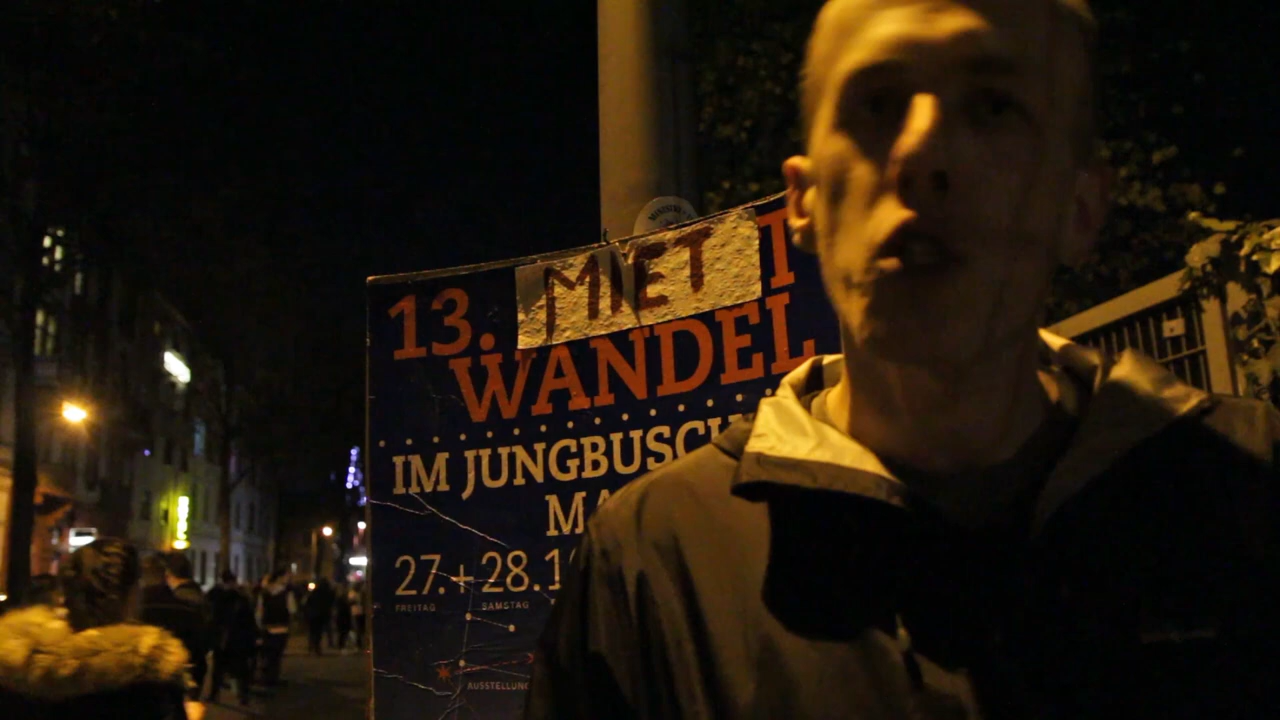 13. MIET T
WANDEL
IM JUNGBUSCH
MA
27.+28.1
FREITAG SAMSTAG
AUSSTELLUNG